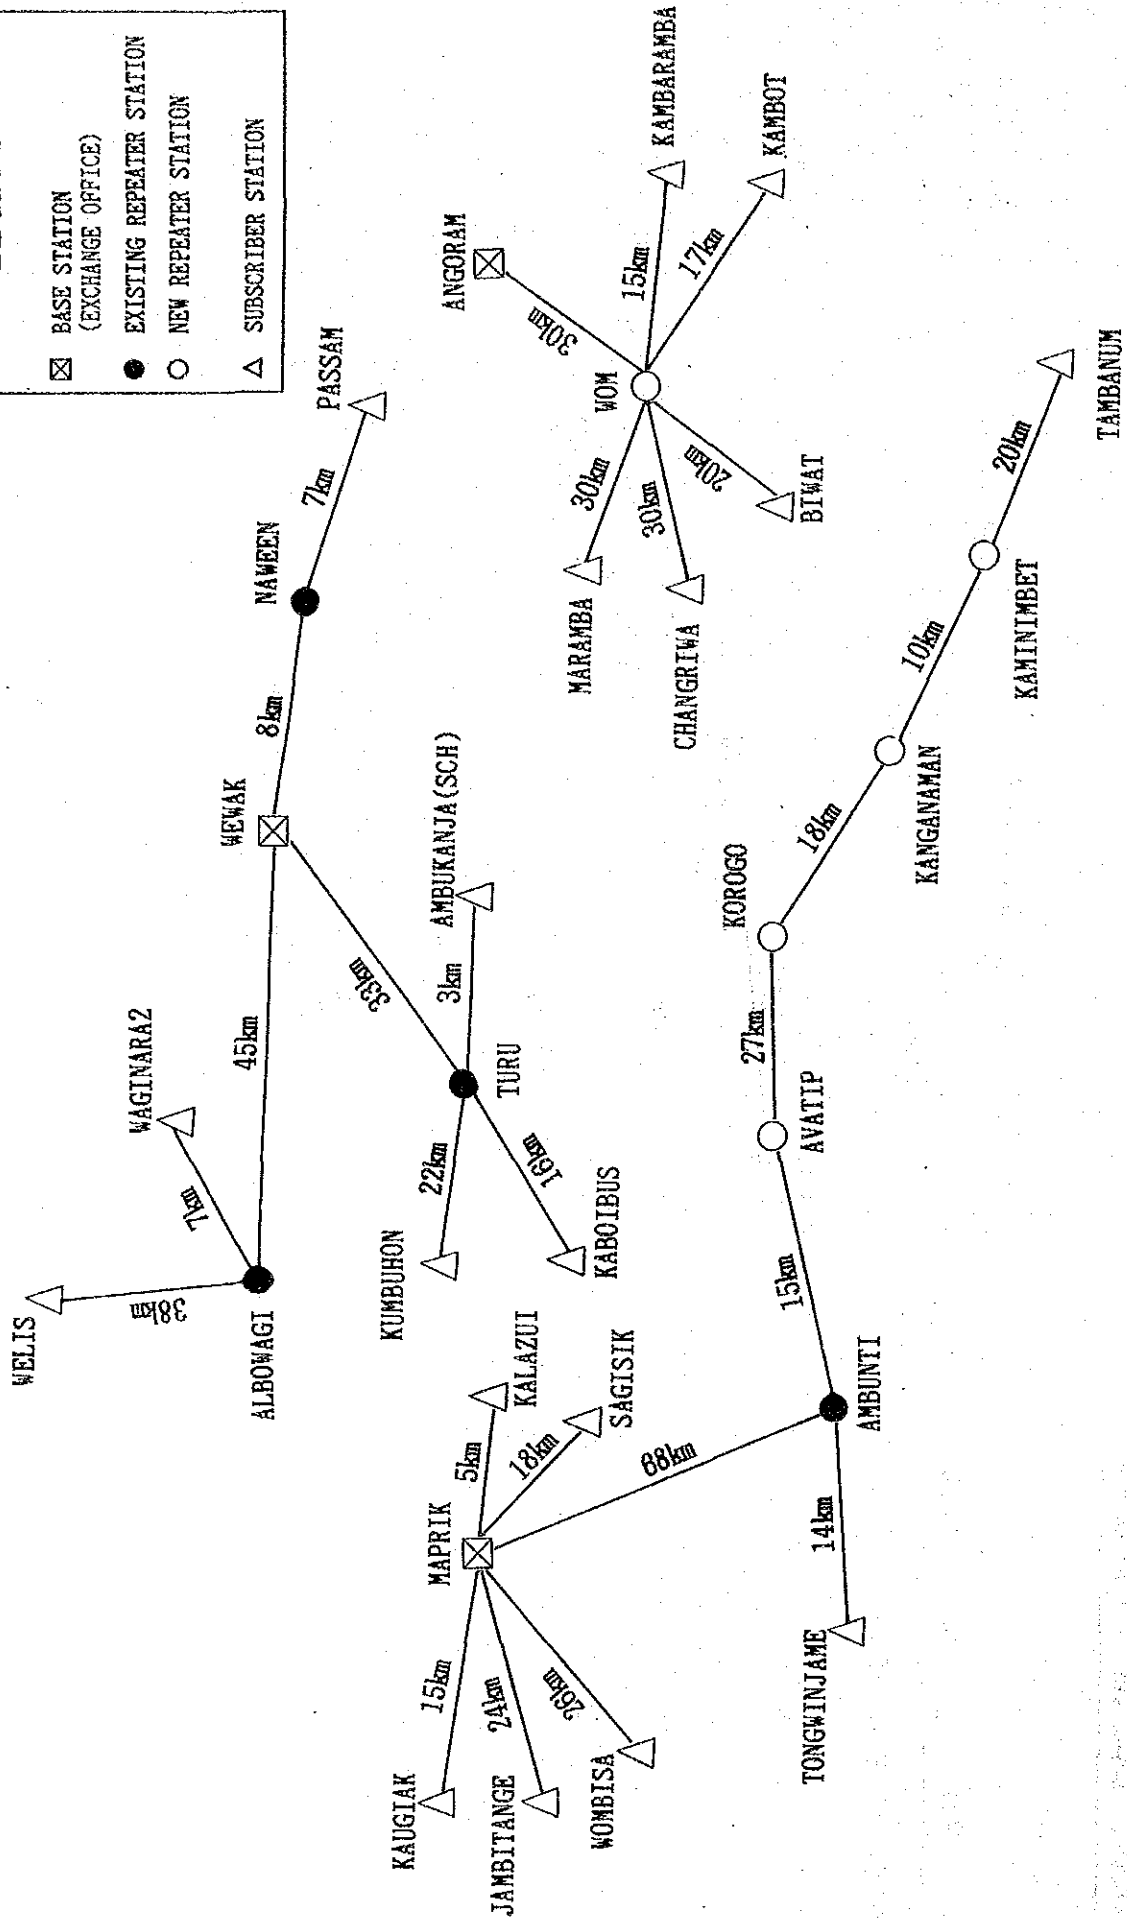 BASE STATION
(EXCHANGE OFFICE)
EXISTING REPEATER STATION
NEW REPEATER STATION
SUBSCRIBER STATION
WELIS
38km
WAGINARA2
7km
ALBOWAGI
45km
WEWAK
8km
NAWEEN
7km
PASSAM
33km
AMBUKANJA(SCH)
3km
TURU
22km
KUMBUHON
16km
KABOIBUS
ANGORAM
30km
WOM
15km
KAMBARAMBA
17km
KAMBOT
30km
MARAMBA
30km
CHANGRIWA
20km
BIWAT
MAPRIK
5km
KALAZUI
18km
SAGISIK
15km
KAUGIAK
24km
JAMBITANGE
26km
WOMBISA
68km
AMBUNTI
14km
TONGWINJAME
15km
AVATIP
27km
KOROGO
18km
KANGANAMAN
10km
KAMINIMBET
20km
TAMBANUM